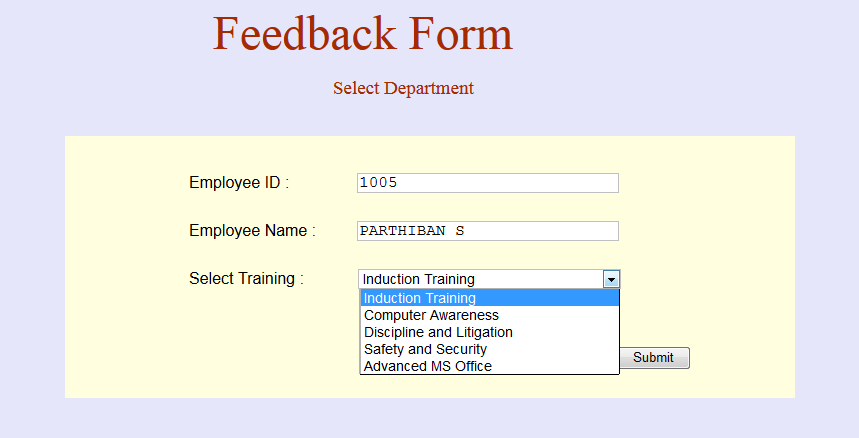 Feedback Form
Select Department
Employee ID : 1005
Employee Name : PARTHIBAN S
Select Training : Induction Training
Induction Training
Computer Awareness
Discipline and Litigation
Safety and Security
Submit
Advanced MS Office